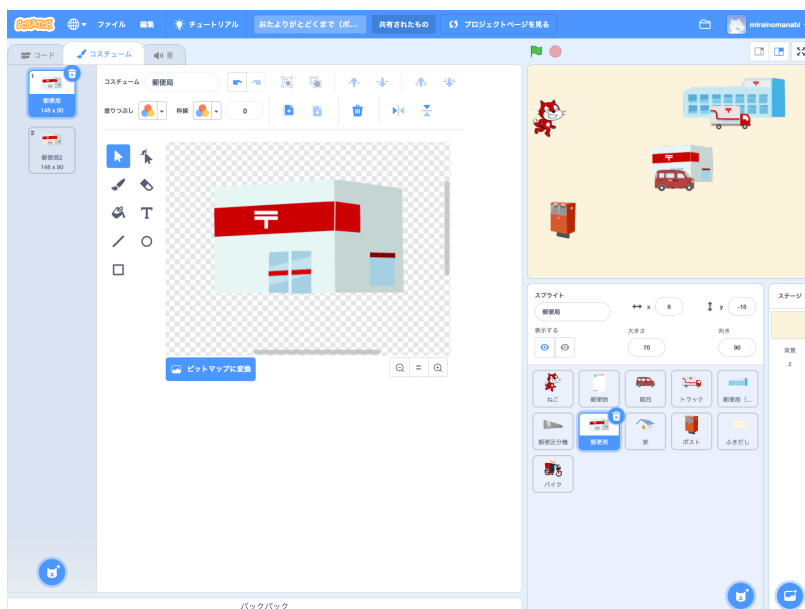 SCRATCH
ファイル
編集
チュートリアル
おたよりがとどくまで（ポ...
共有されたもの
プロジェクトページを見る
mirainomanabi
コード
コスチューム
音
1
郵便局
148 x 90
2
郵便局2
148 x 90
コスチューム
郵便局
塗りつぶし
枠線
0
ビットマップに変換
バックパック
スプライト
郵便局
x
8
y
-15
表示する
大きさ
70
向き
90
ねこ
郵便物
軽四
トラック
郵便局（...
郵便区分機
郵便局
家
ポスト
ふきだし
バイク
ステージ
背景
2